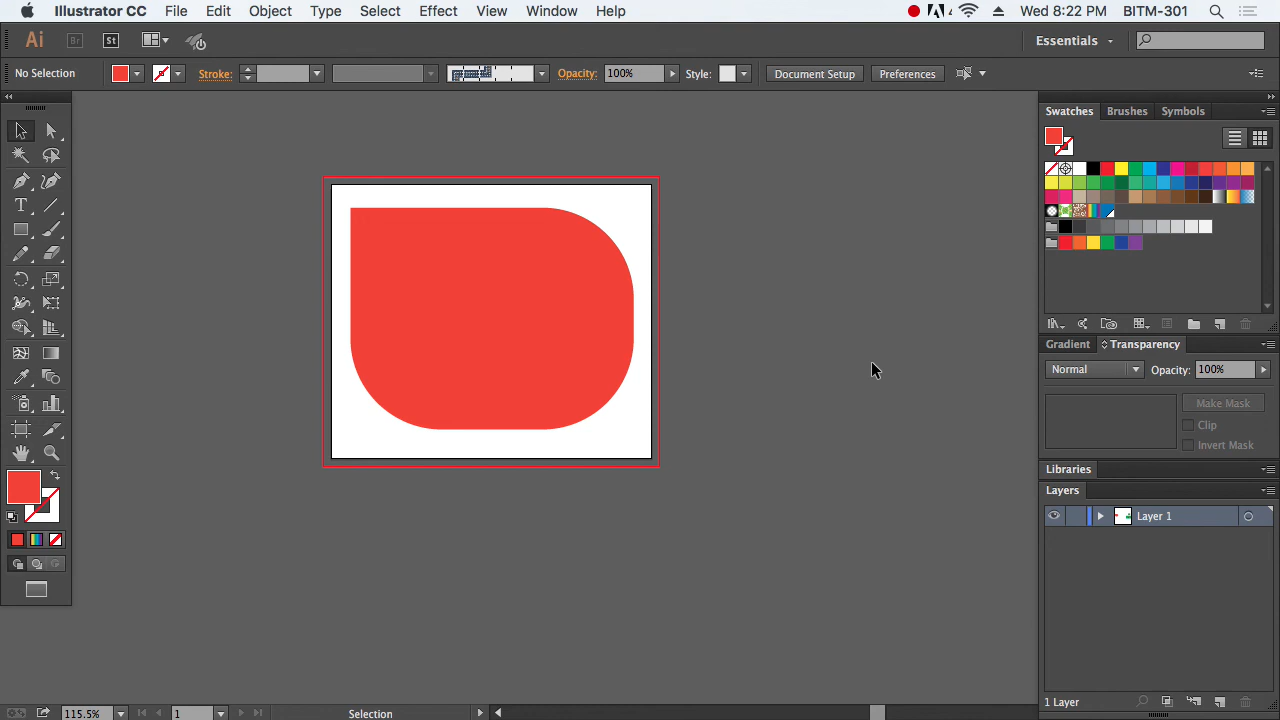 Illustrator CC File Edit Object Type Select Effect View Window Help 4 Wed 8:22 PM BITM-301
Ai Br St Essentials
No Selection Stroke: Opacity: 100% Style: Document Setup Preferences
Swatches Brushes Symbols
T
Gradient Transparency
Normal Opacity: 100%
Make Mask
Clip
Invert Mask
Libraries
Layers
Layer 1
1 Layer
115.5% 1 Selection